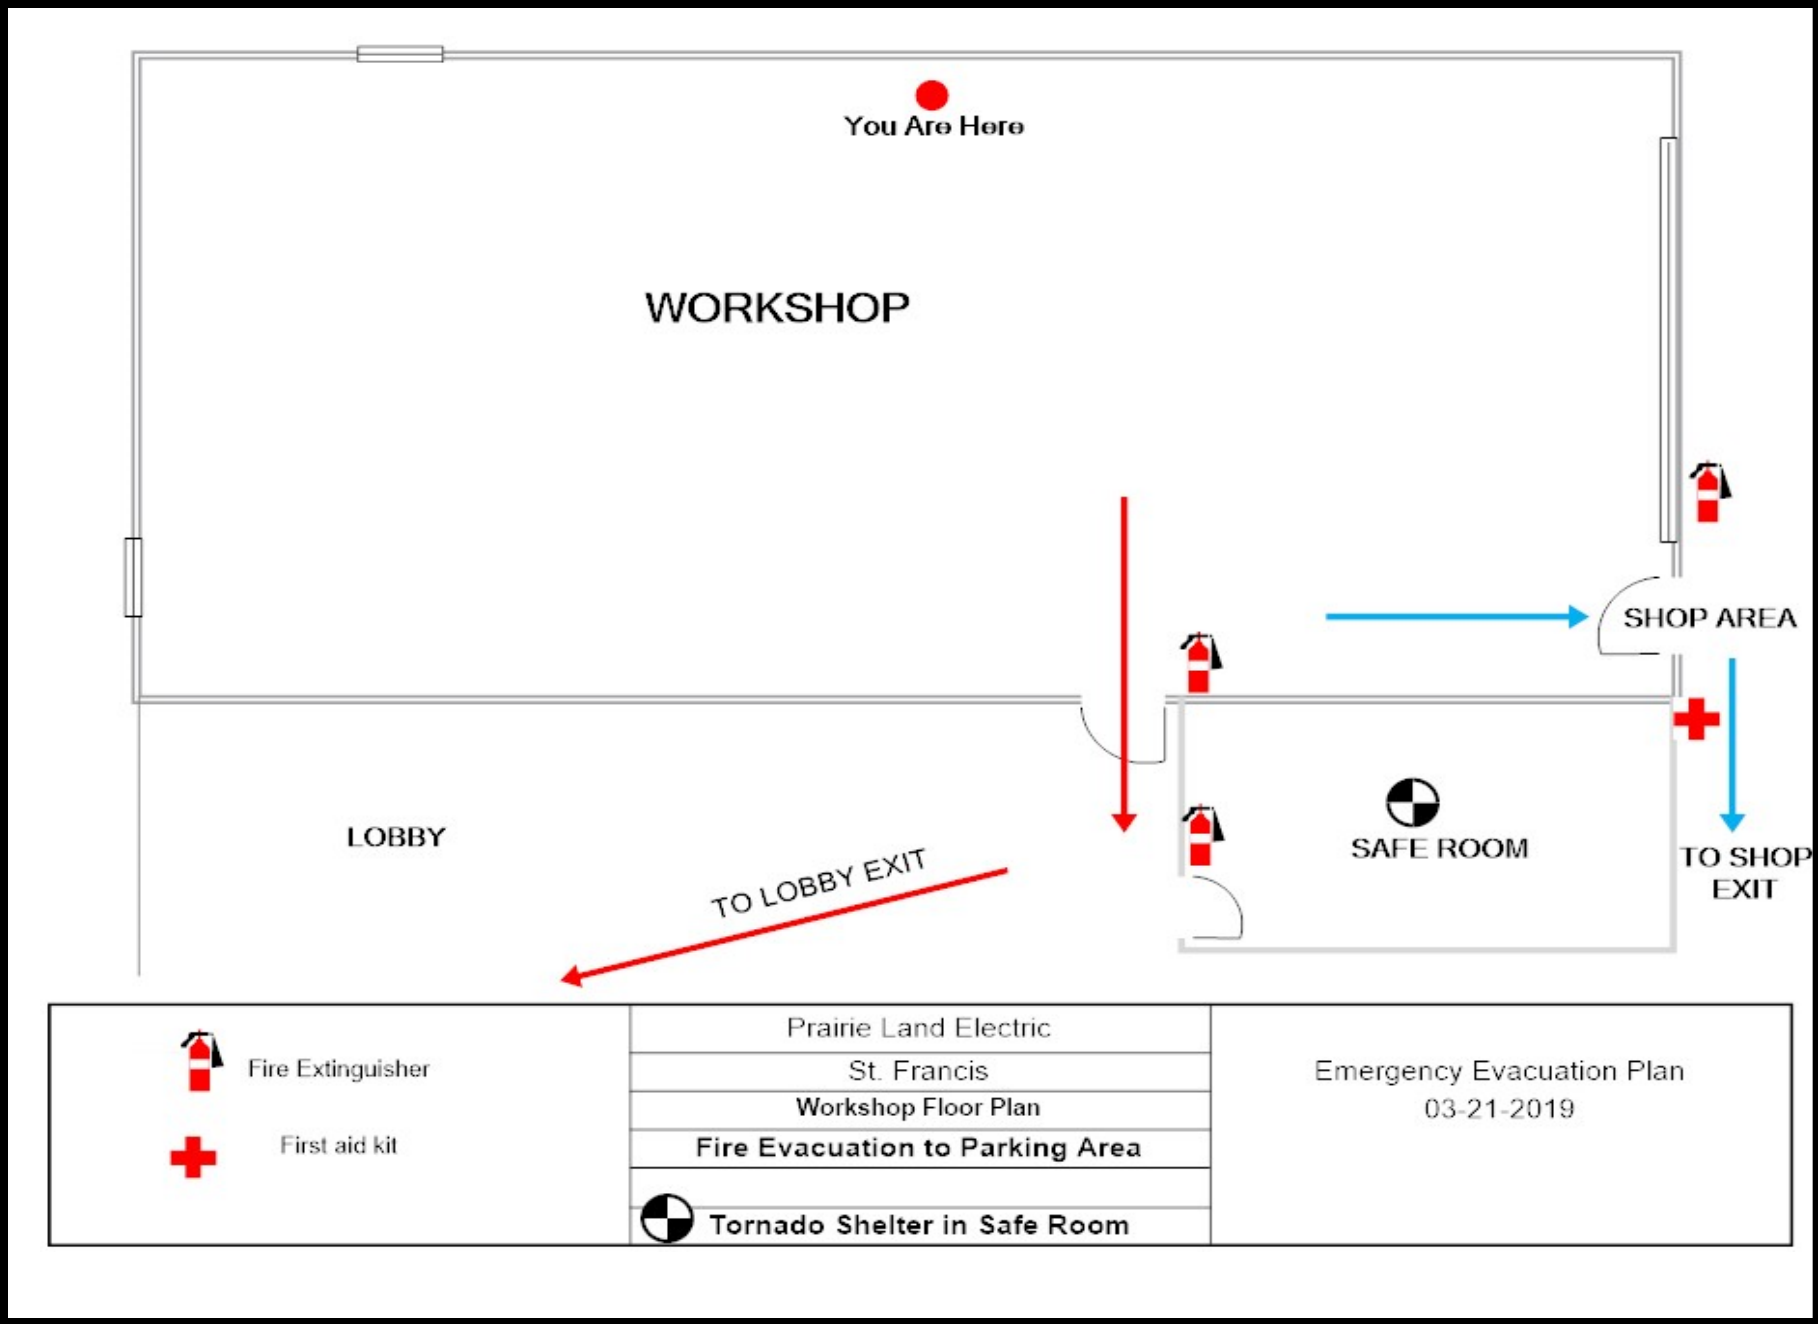 You Are Here
WORKSHOP
SHOP AREA
LOBBY
TO LOBBY EXIT
SAFE ROOM
TO SHOP
EXIT
Fire Extinguisher
First aid kit
Prairie Land Electric
St. Francis
Workshop Floor Plan
Fire Evacuation to Parking Area
Tornado Shelter in Safe Room
Emergency Evacuation Plan
03-21-2019